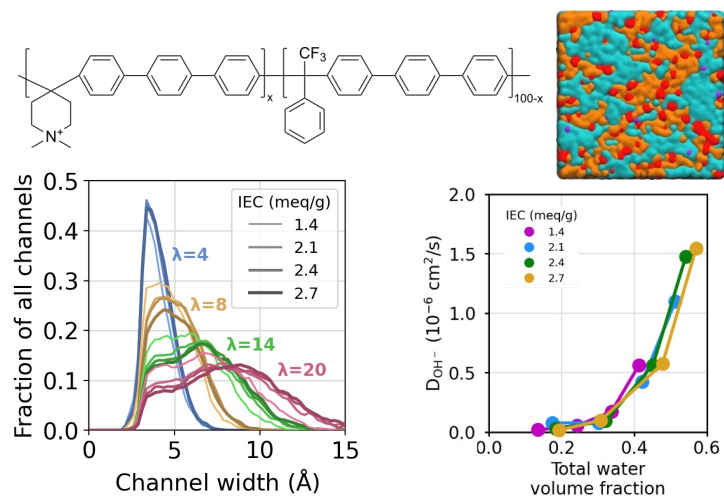 CF3
x
100-x
N+
IEC (meq/g)
1.4
2.1
2.4
2.7
λ=4
λ=8
λ=14
λ=20
0.5
0.4
0.3
0.2
0.1
0.0
Fraction of all channels
0
5
10
15
Channel width (Å)
IEC (meq/g)
1.4
2.1
2.4
2.7
2.0
1.5
1.0
0.5
0.0
DOH− (10-6 cm2/s)
0.0
0.2
0.4
0.6
Total water
volume fraction